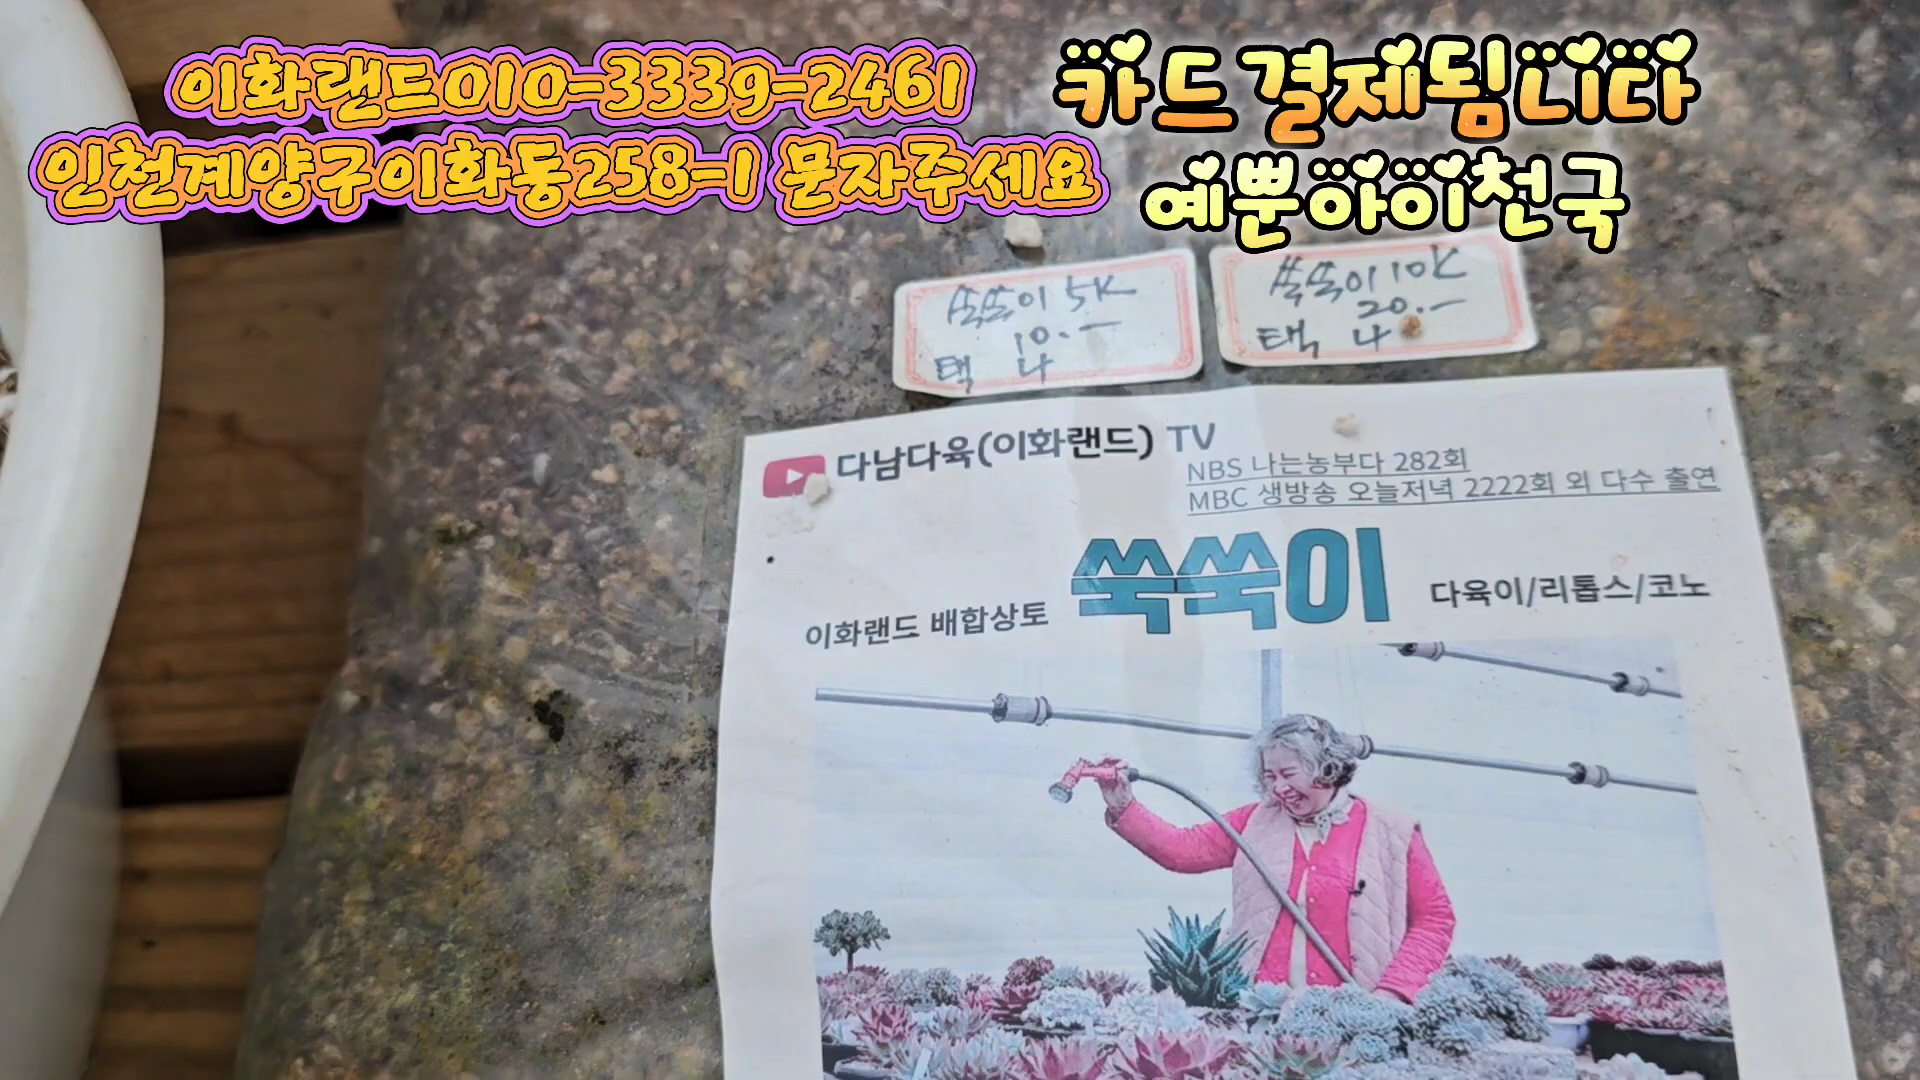 이화랜드010-3339-2461
인천계양구이화동258-1 문자주세요
카드결제됩니다
예쁜아이천국
쑥쑥이 5K
10.-
택 나
쑥쑥이 10K
20.-
택 나
다남다육(이화랜드) TV
NBS 나는농부다 282회
MBC 생방송 오늘저녁 2222회 외 다수 출연
이화랜드 배합상토
쑥쑥이
다육이/리톱스/코노